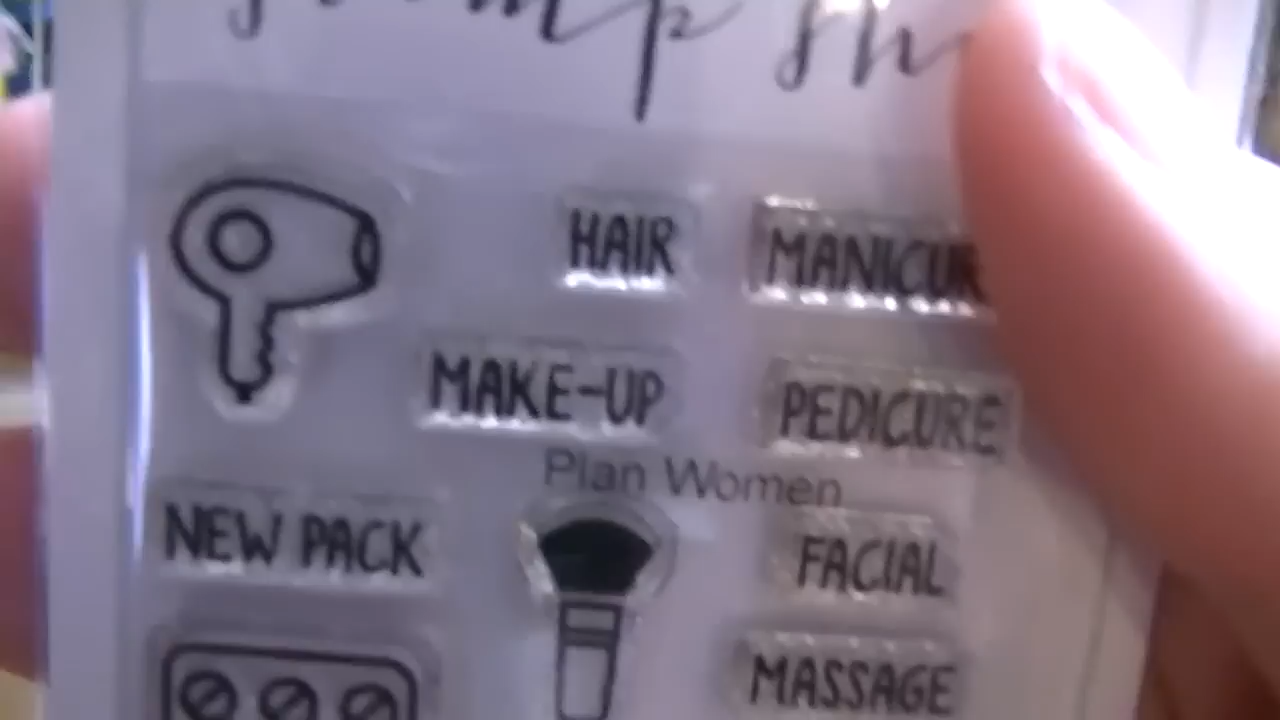 HAIR
MAKE-UP
PEDICURE
Plan Women
NEW PACK
FACIAL
MASSAGE